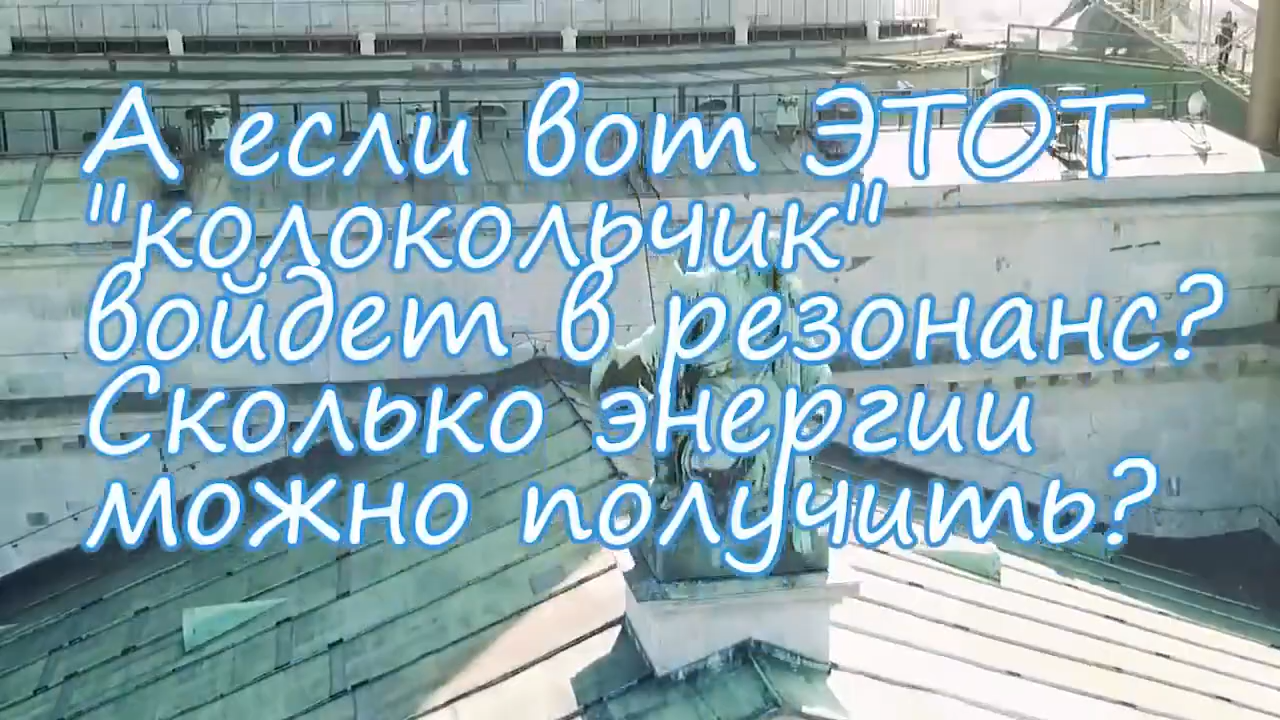 А если вот ЭТОТ
"колокольчик"
войдет в резонанс?
Сколько энергии
можно получить?